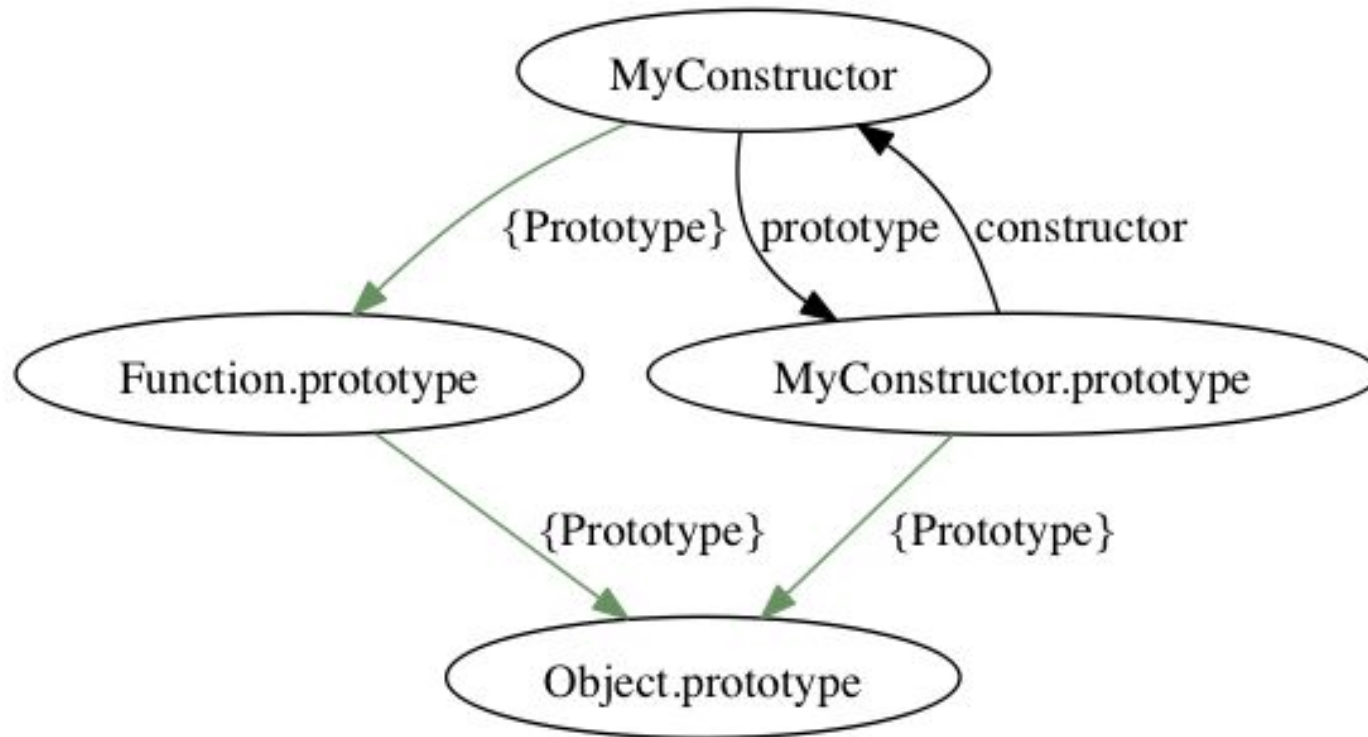 MyConstructor
{Prototype}
prototype
constructor
Function.prototype
MyConstructor.prototype
{Prototype}
{Prototype}
Object.prototype